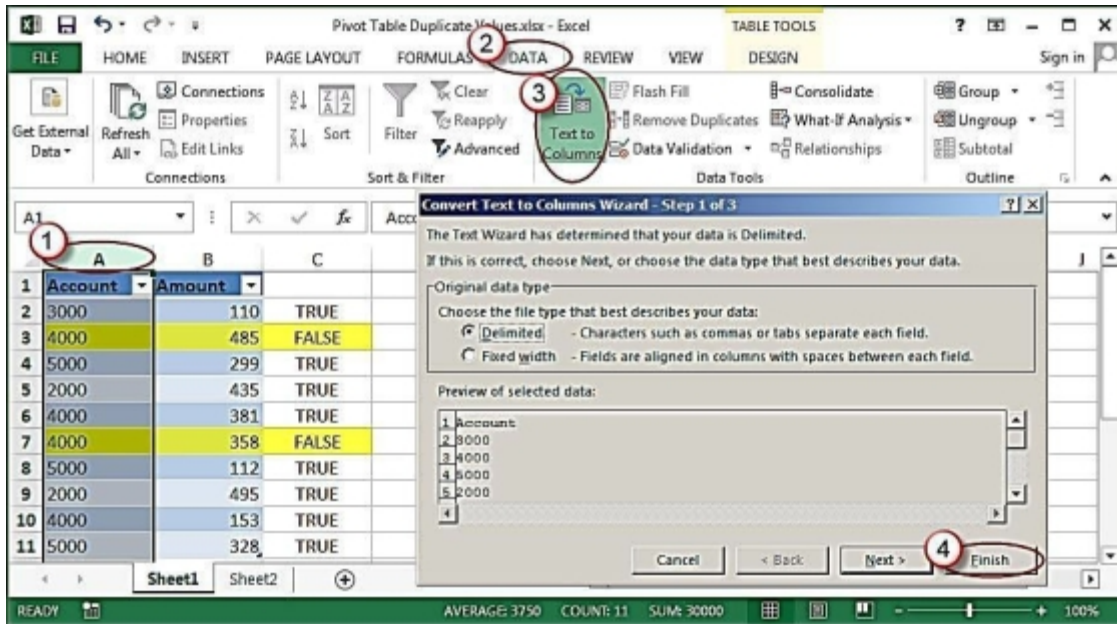 Pivot Table Duplicate Values.xlsx - Excel TABLE TOOLS ?
FILE HOME INSERT PAGE LAYOUT FORMULAS DATA REVIEW VIEW DESIGN Sign in
2
3
Get External Data
Refresh All
Connections
Properties
Edit Links
Connections
Sort
Filter
Clear
Reapply
Advanced
Sort & Filter
Text to Columns
Flash Fill
Remove Duplicates
Data Validation
Consolidate
What-If Analysis
Relationships
Data Tools
Group
Ungroup
Subtotal
Outline
A1 fx
1
A B C J
1 Account Amount
2 3000 110 TRUE
3 4000 485 FALSE
4 5000 299 TRUE
5 2000 435 TRUE
6 4000 381 TRUE
7 4000 358 FALSE
8 5000 112 TRUE
9 2000 495 TRUE
10 4000 153 TRUE
11 5000 328 TRUE
Convert Text to Columns Wizard - Step 1 of 3
The Text Wizard has determined that your data is Delimited.
If this is correct, choose Next, or choose the data type that best describes your data.
Original data type
Choose the file type that best describes your data:
Delimited - Characters such as commas or tabs separate each field.
Fixed width - Fields are aligned in columns with spaces between each field.
Preview of selected data:
1 Account
2 3000
3 4000
4 5000
5 2000
Cancel < Back Next > Finish
4
Sheet1 Sheet2
READY AVERAGE: 3750 COUNT: 11 SUM: 30000 100%